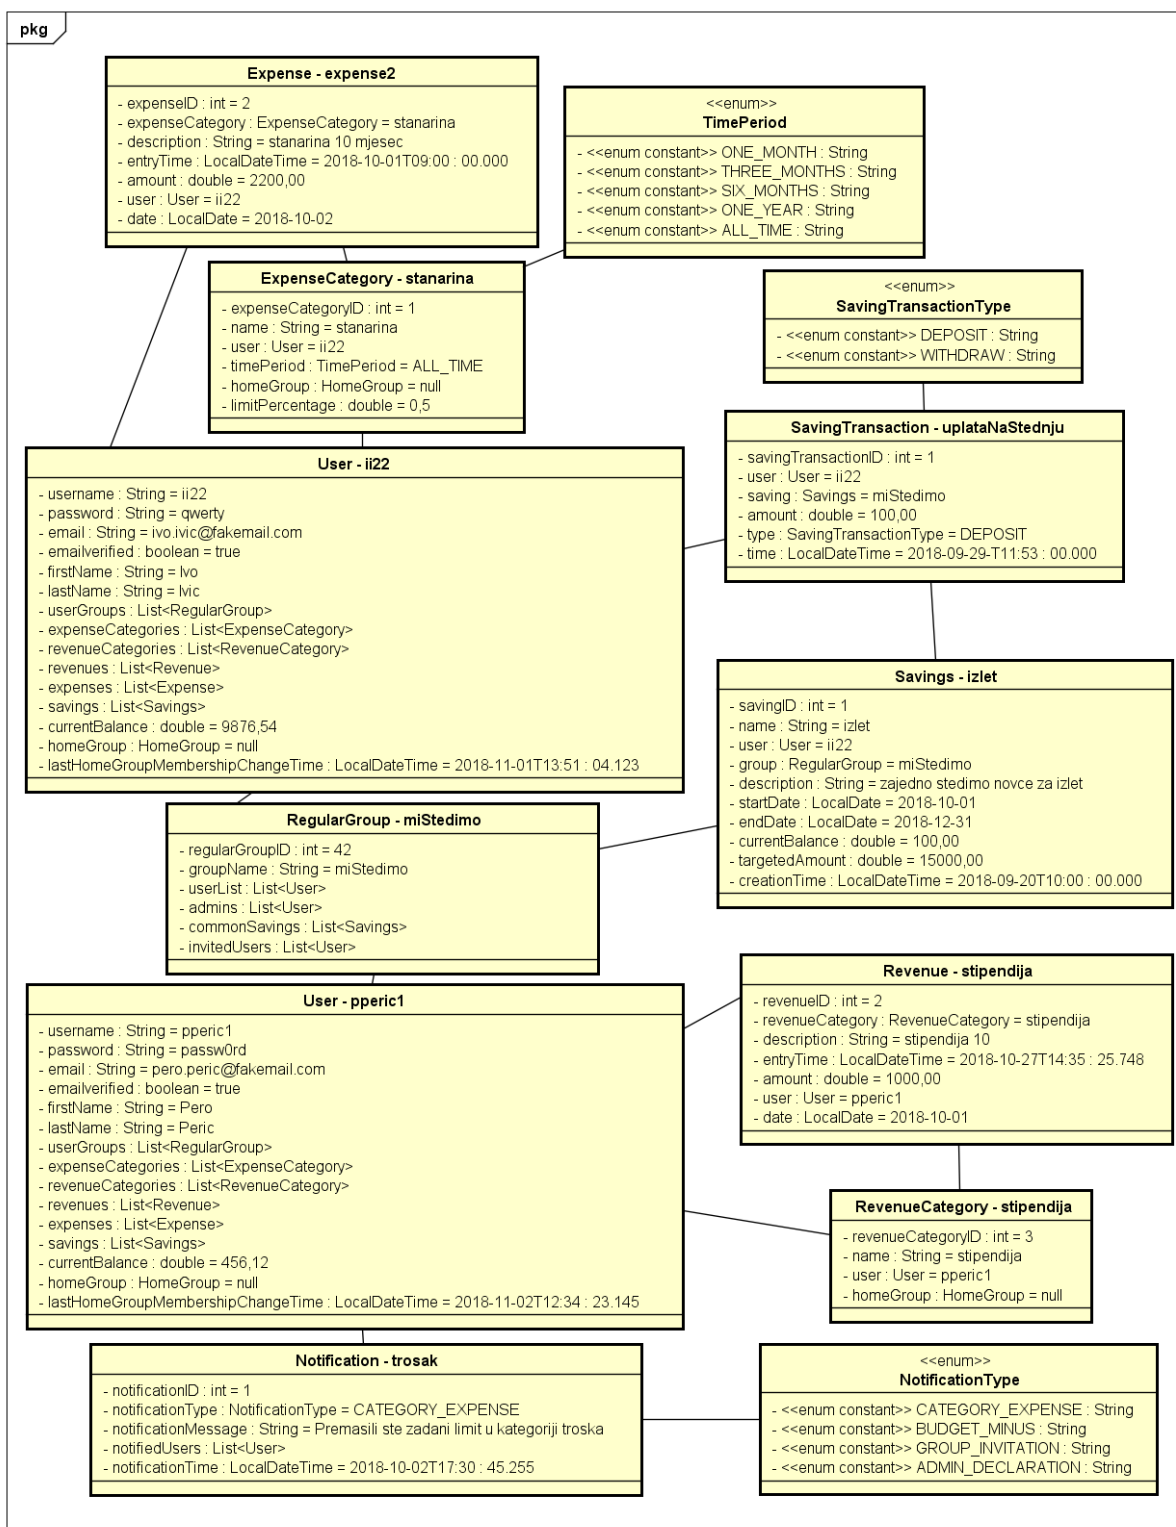 pkg
Expense - expense2
- expenseID : int = 2
- expenseCategory : ExpenseCategory = stanarina
- description : String = stanarina 10 mjesec
- entryTime : LocalDateTime = 2018-10-01T09:00 : 00.000
- amount : double = 2200,00
- user : User = ii22
- date : LocalDate = 2018-10-02
<<enum>>
TimePeriod
- <<enum constant>> ONE_MONTH : String
- <<enum constant>> THREE_MONTHS : String
- <<enum constant>> SIX_MONTHS : String
- <<enum constant>> ONE_YEAR : String
- <<enum constant>> ALL_TIME : String
ExpenseCategory - stanarina
- expenseCategoryID : int = 1
- name : String = stanarina
- user : User = ii22
- timePeriod : TimePeriod = ALL_TIME
- homeGroup : HomeGroup = null
- limitPercentage : double = 0,5
<<enum>>
SavingTransactionType
- <<enum constant>> DEPOSIT : String
- <<enum constant>> WITHDRAW : String
SavingTransaction - uplataNaStednju
- savingTransactionID : int = 1
- user : User = ii22
- saving : Savings = miStedimo
- amount : double = 100,00
- type : SavingTransactionType = DEPOSIT
- time : LocalDateTime = 2018-09-29-T11:53 : 00.000
User - ii22
- username : String = ii22
- password : String = qwerty
- email : String = ivo.ivic@fakemail.com
- emailverified : boolean = true
- firstName : String = Ivo
- lastName : String = Ivic
- userGroups : List<RegularGroup>
- expenseCategories : List<ExpenseCategory>
- revenueCategories : List<RevenueCategory>
- revenues : List<Revenue>
- expenses : List<Expense>
- savings : List<Savings>
- currentBalance : double = 9876,54
- homeGroup : HomeGroup = null
- lastHomeGroupMembershipChangeTime : LocalDateTime = 2018-11-01T13:51 : 04.123
Savings - izlet
- savingID : int = 1
- name : String = izlet
- user : User = ii22
- group : RegularGroup = miStedimo
- description : String = zajedno stedimo novce za izlet
- startDate : LocalDate = 2018-10-01
- endDate : LocalDate = 2018-12-31
- currentBalance : double = 100,00
- targetedAmount : double = 15000,00
- creationTime : LocalDateTime = 2018-09-20T10:00 : 00.000
RegularGroup - miStedimo
- regularGroupID : int = 42
- groupName : String = miStedimo
- userList : List<User>
- admins : List<User>
- commonSavings : List<Savings>
- invitedUsers : List<User>
User - pperic1
- username : String = pperic1
- password : String = passw0rd
- email : String = pero.peric@fakemail.com
- emailverified : boolean = true
- firstName : String = Pero
- lastName : String = Peric
- userGroups : List<RegularGroup>
- expenseCategories : List<ExpenseCategory>
- revenueCategories : List<RevenueCategory>
- revenues : List<Revenue>
- expenses : List<Expense>
- savings : List<Savings>
- currentBalance : double = 456,12
- homeGroup : HomeGroup = null
- lastHomeGroupMembershipChangeTime : LocalDateTime = 2018-11-02T12:34 : 23.145
Revenue - stipendija
- revenueID : int = 2
- revenueCategory : RevenueCategory = stipendija
- description : String = stipendija 10
- entryTime : LocalDateTime = 2018-10-27T14:35 : 25.748
- amount : double = 1000,00
- user : User = pperic1
- date : LocalDate = 2018-10-01
RevenueCategory - stipendija
- revenueCategoryID : int = 3
- name : String = stipendija
- user : User = pperic1
- homeGroup : HomeGroup = null
Notification - trosak
- notificationID : int = 1
- notificationType : NotificationType = CATEGORY_EXPENSE
- notificationMessage : String = Premasili ste zadani limit u kategoriji troska
- notifiedUsers : List<User>
- notificationTime : LocalDateTime = 2018-10-02T17:30 : 45.255
<<enum>>
NotificationType
- <<enum constant>> CATEGORY_EXPENSE : String
- <<enum constant>> BUDGET_MINUS : String
- <<enum constant>> GROUP_INVITATION : String
- <<enum constant>> ADMIN_DECLARATION : String